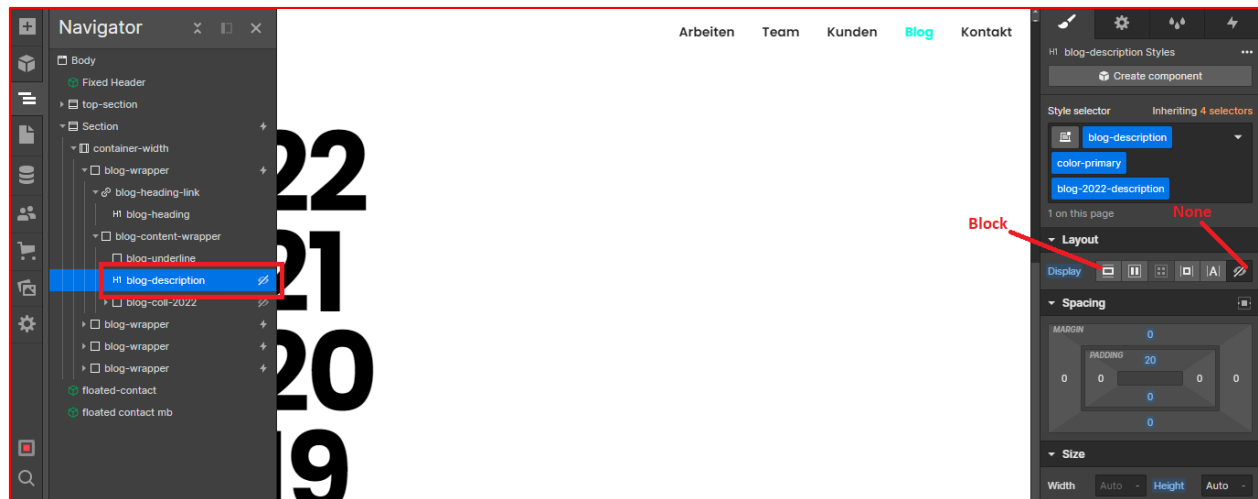 Navigator
Body
Fixed Header
top-section
Section
container-width
blog-wrapper
blog-heading-link
H1 blog-heading
blog-content-wrapper
blog-underline
H1 blog-description
blog-coll-2022
blog-wrapper
blog-wrapper
blog-wrapper
floated-contact
floated contact mb
Arbeiten Team Kunden Blog Kontakt
22
21
20
19
Block
None
H1 blog-description Styles
Create component
Style selector Inheriting 4 selectors
blog-description
color-primary
blog-2022-description
1 on this page
Layout
Display
Spacing
MARGIN
0
PADDING
20
0 0 0 0
0
0
Size
Width Auto - Height Auto -